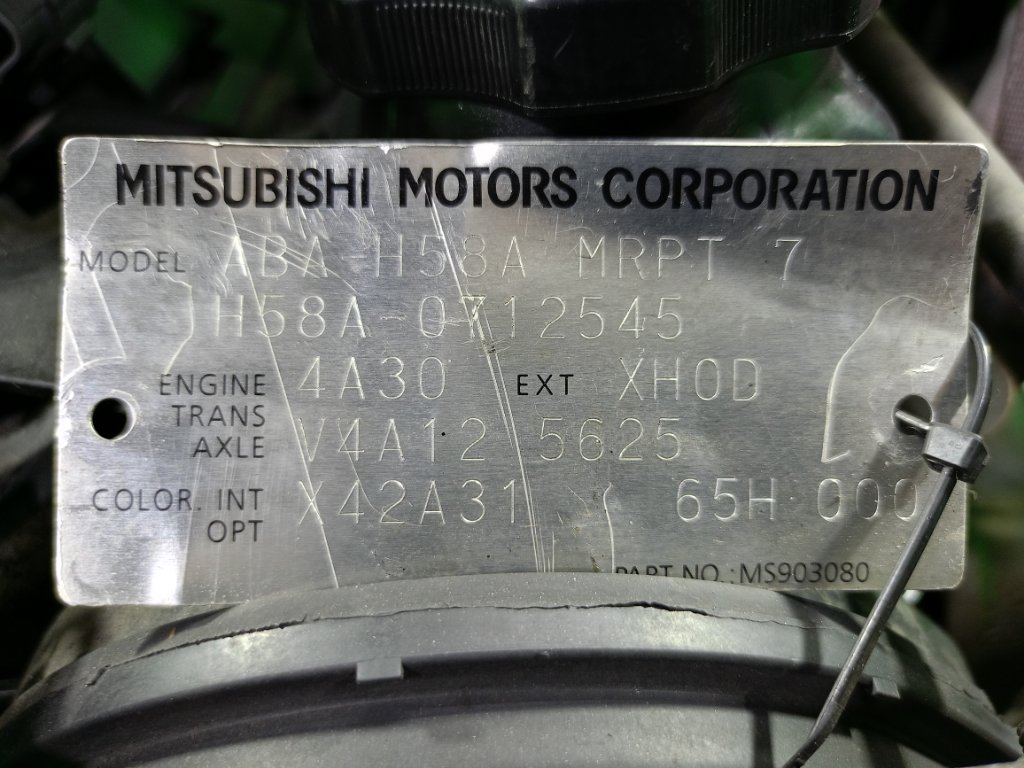 MITSUBISHI MOTORS CORPORATION
MODEL ABA-H58A MRPT 7
H58A-0712545
ENGINE 4A30 EXT XH0D
TRANS
AXLE V4A12 5625
COLOR. INT X42A31 65H 000
OPT
PART NO.:MS903080